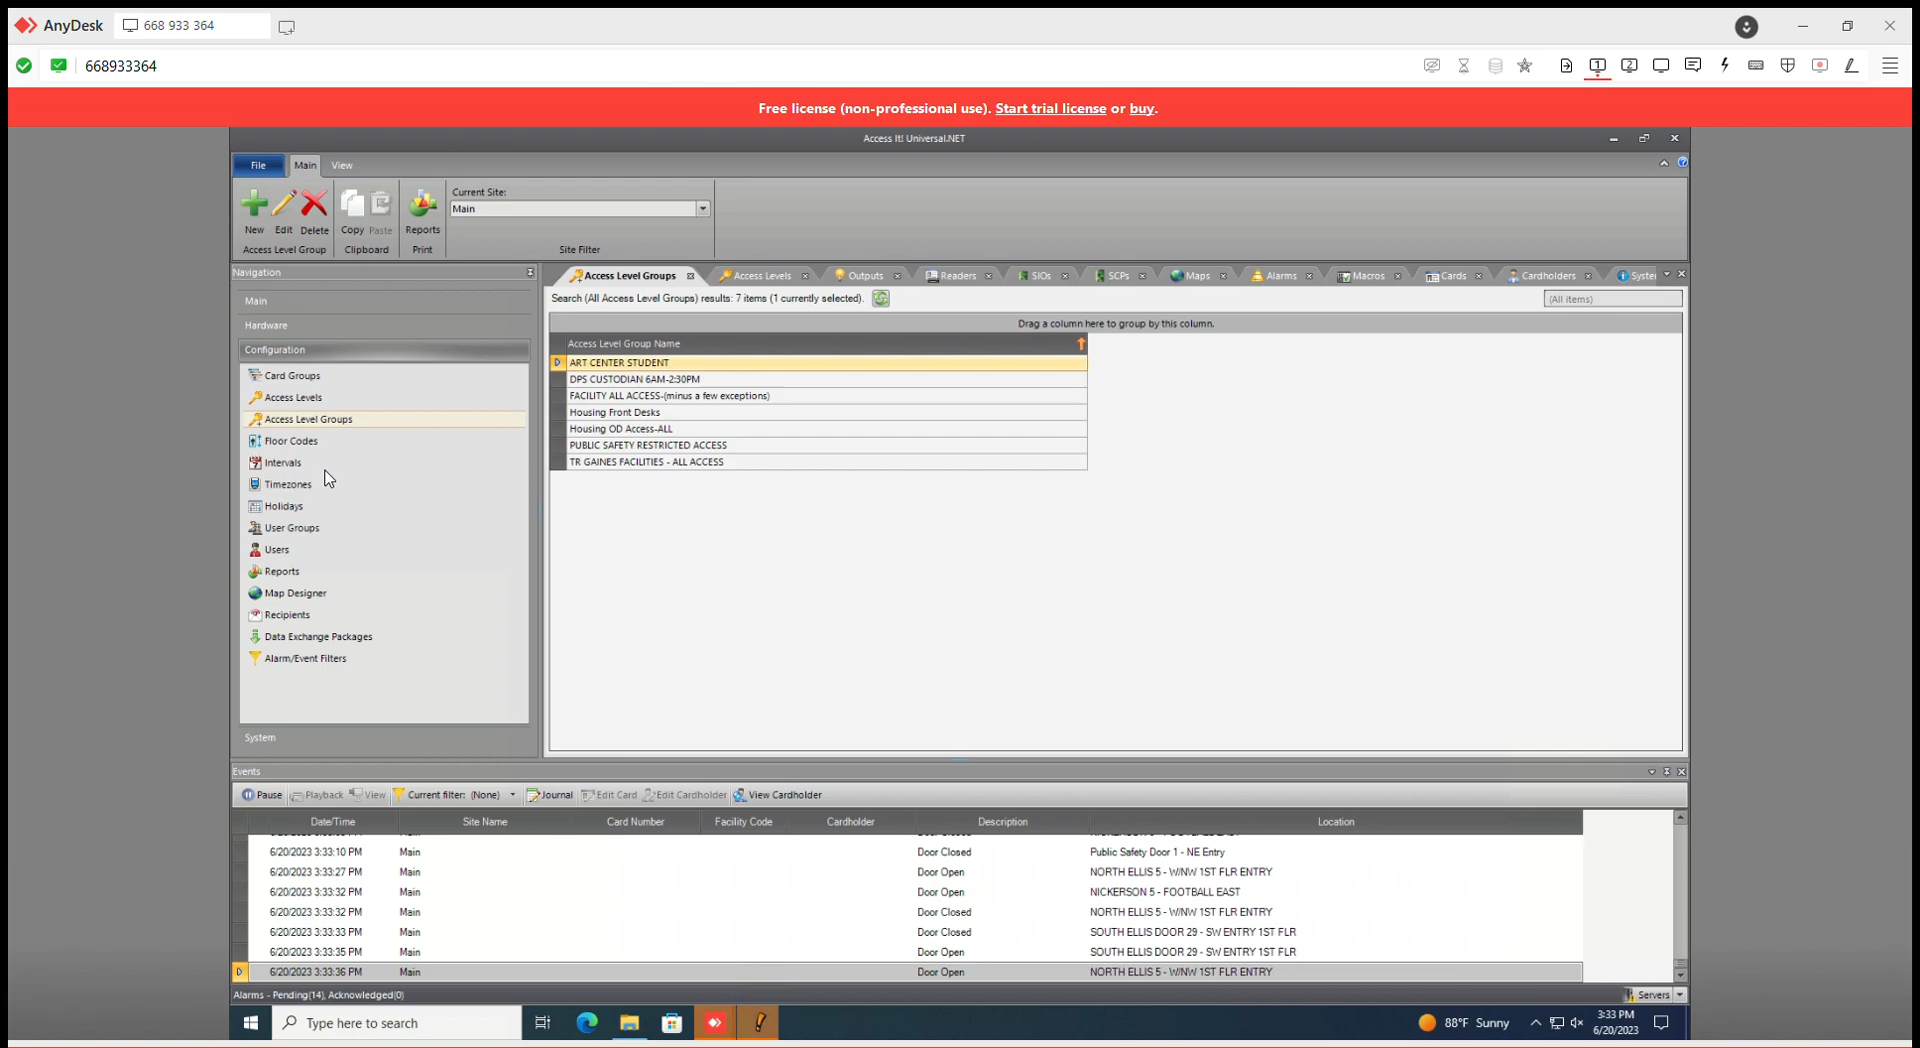 AnyDesk
668 933 364
668933364
1
2
Free license (non-professional use). Start trial license or buy.
Access It! Universal.NET
File Main View
New Edit Delete
Access Level Group
Copy Paste
Clipboard
Reports
Print
Current Site:
Main
Site Filter
Navigation
Main
Hardware
Configuration
Card Groups
Access Levels
Access Level Groups
Floor Codes
Intervals
Timezones
Holidays
User Groups
Users
Reports
Map Designer
Recipients
Data Exchange Packages
Alarm/Event Filters
System
Access Level Groups Access Levels Outputs Readers SIOs SCPs Maps Alarms Macros Cards Cardholders Syster
Search (All Access Level Groups) results: 7 items (1 currently selected).
(All items)
Drag a column here to group by this column.
Access Level Group Name
ART CENTER STUDENT
DPS CUSTODIAN 6AM-2:30PM
FACILITY ALL ACCESS-(minus a few exceptions)
Housing Front Desks
Housing OD Access-ALL
PUBLIC SAFETY RESTRICTED ACCESS
TR GAINES FACILITIES - ALL ACCESS
Events
Pause Playback View Current filter: (None) Journal Edit Card Edit Cardholder View Cardholder
Date/Time Site Name Card Number Facility Code Cardholder Description Location
6/20/2023 3:33:10 PM Main Door Closed Public Safety Door 1 - NE Entry
6/20/2023 3:33:27 PM Main Door Open NORTH ELLIS 5 - W/NW 1ST FLR ENTRY
6/20/2023 3:33:32 PM Main Door Open NICKERSON 5 - FOOTBALL EAST
6/20/2023 3:33:32 PM Main Door Closed NORTH ELLIS 5 - W/NW 1ST FLR ENTRY
6/20/2023 3:33:33 PM Main Door Closed SOUTH ELLIS DOOR 29 - SW ENTRY 1ST FLR
6/20/2023 3:33:35 PM Main Door Open SOUTH ELLIS DOOR 29 - SW ENTRY 1ST FLR
6/20/2023 3:33:36 PM Main Door Open NORTH ELLIS 5 - W/NW 1ST FLR ENTRY
Alarms - Pending(14), Acknowledged(0)
Servers
Type here to search
88°F Sunny
3:33 PM
6/20/2023